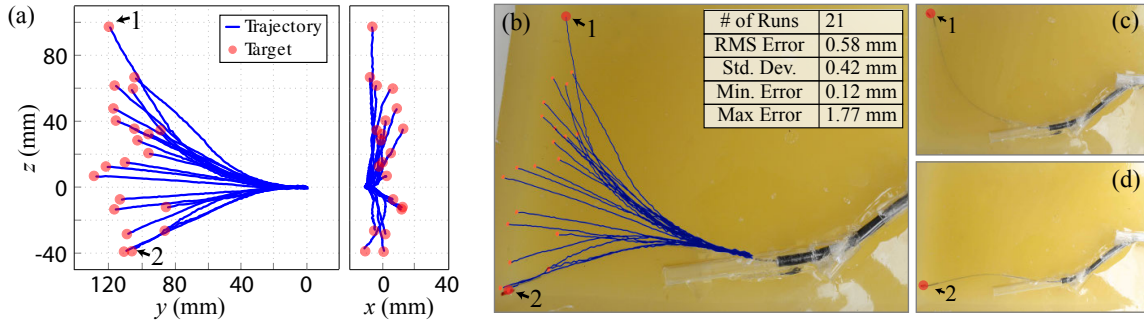 (a)
1
Trajectory
Target
2
80
40
0
-40
z (mm)
120
80
40
0
y (mm)
0
40
x (mm)
(b)
1
2
# of Runs 21
RMS Error 0.58 mm
Std. Dev. 0.42 mm
Min. Error 0.12 mm
Max Error 1.77 mm
(c)
1
(d)
2